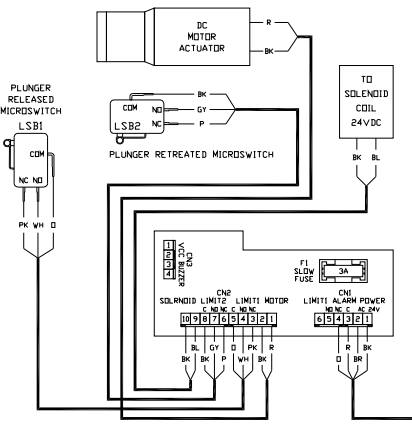 DC
MOTOR
ACTUATOR
R
BK
PLUNGER
RELEASED
MICROSWITCH
LSB1
COM
NC NO
PK WH O
COM
NO
NC
LSB2
BK
GY
P
PLUNGER RETREATED MICROSWITCH
TO
SOLENOID
COIL
24VDC
BK BL
1
2
3
4
VCC BUZZER
CN3
F1
SLOW
FUSE
3A
CN2
SOLRNOID LIMIT2 LIMIT1 MOTOR
C NO NC C NO NC
10 9 8 7 6 5 4 3 2 1
BL GY O PK R
BK BK P WH BK
CN1
LIMIT1 ALARM POWER
NO NC C AC 24V
6 5 4 3 2 1
R BK
O BR